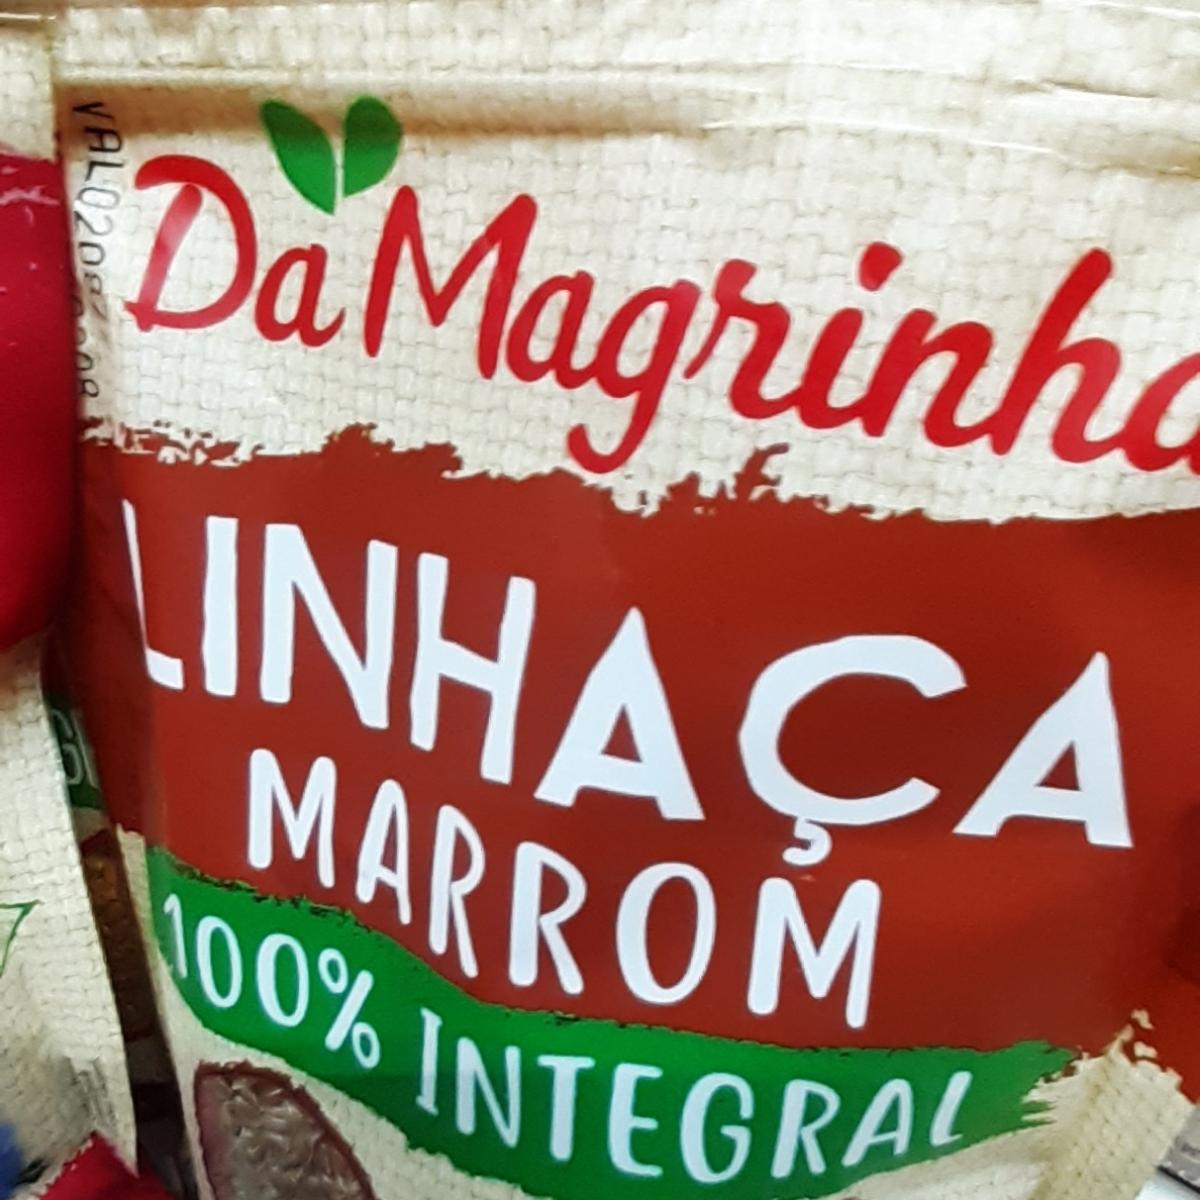 Da Magrinha
LINHAÇA
MARROM
100% INTEGRAL